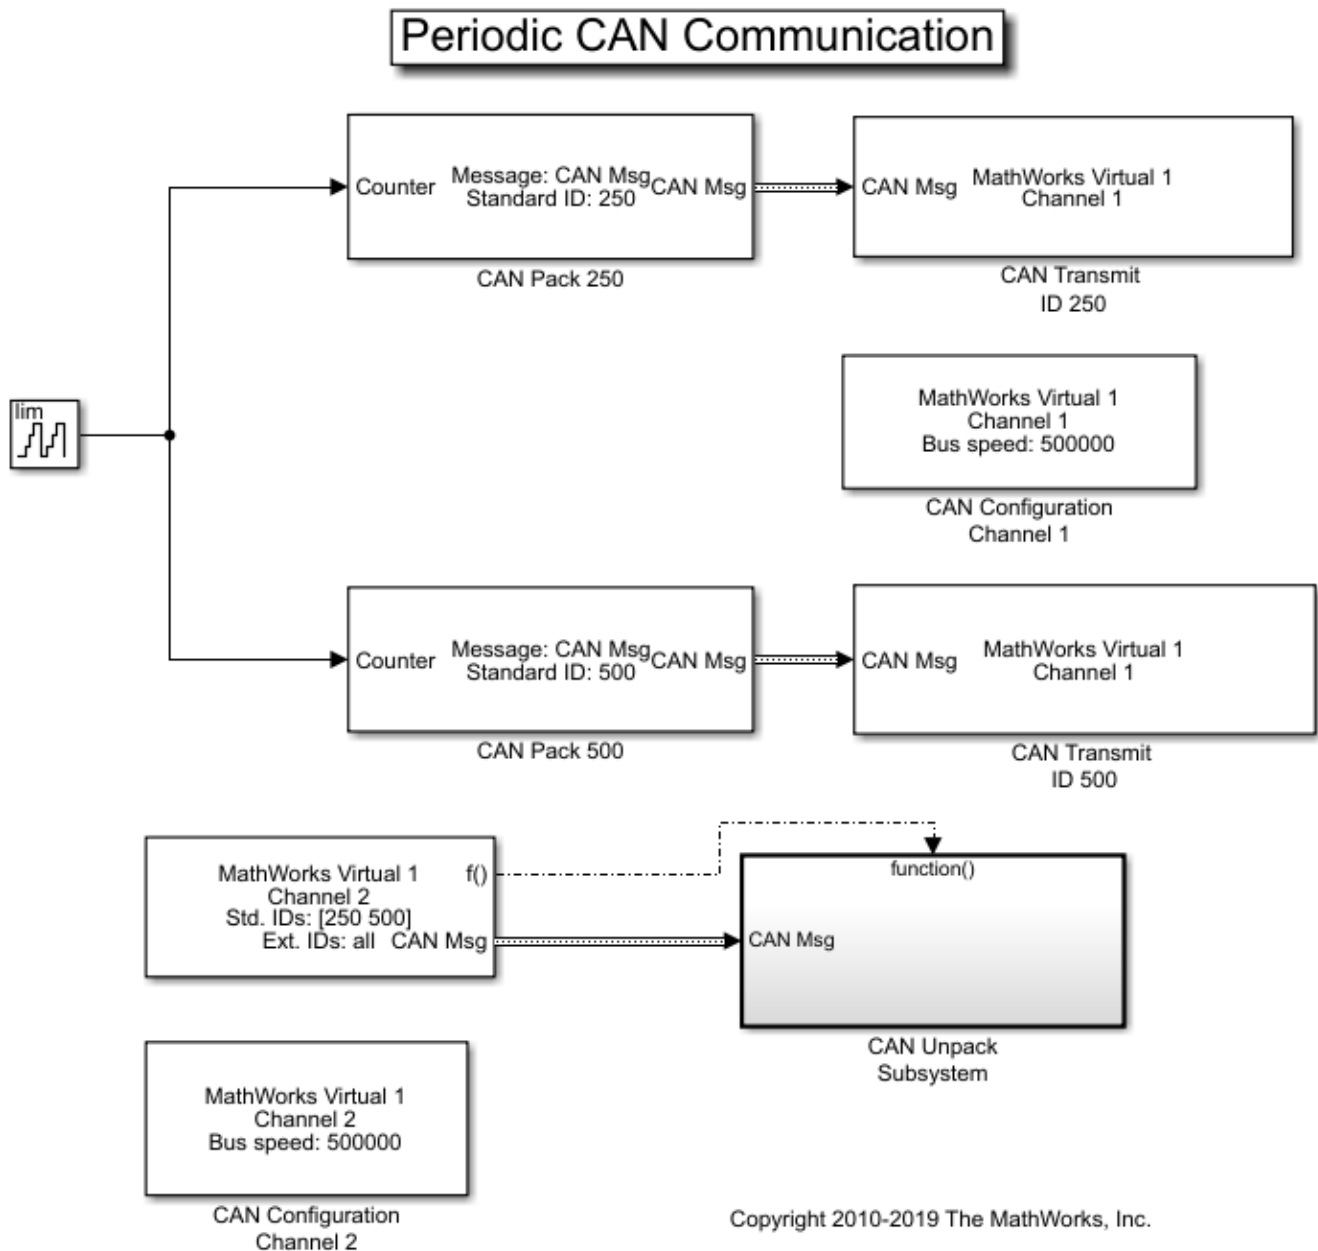 Periodic CAN Communication
Counter
Message: CAN Msg
Standard ID: 250
CAN Msg
CAN Pack 250
CAN Msg
MathWorks Virtual 1
Channel 1
CAN Transmit
ID 250
lim
MathWorks Virtual 1
Channel 1
Bus speed: 500000
CAN Configuration
Channel 1
Counter
Message: CAN Msg
Standard ID: 500
CAN Msg
CAN Pack 500
CAN Msg
MathWorks Virtual 1
Channel 1
CAN Transmit
ID 500
MathWorks Virtual 1
Channel 2
Std. IDs: [250 500]
Ext. IDs: all
f()
CAN Msg
function()
CAN Msg
CAN Unpack
Subsystem
MathWorks Virtual 1
Channel 2
Bus speed: 500000
CAN Configuration
Channel 2
Copyright 2010-2019 The MathWorks, Inc.